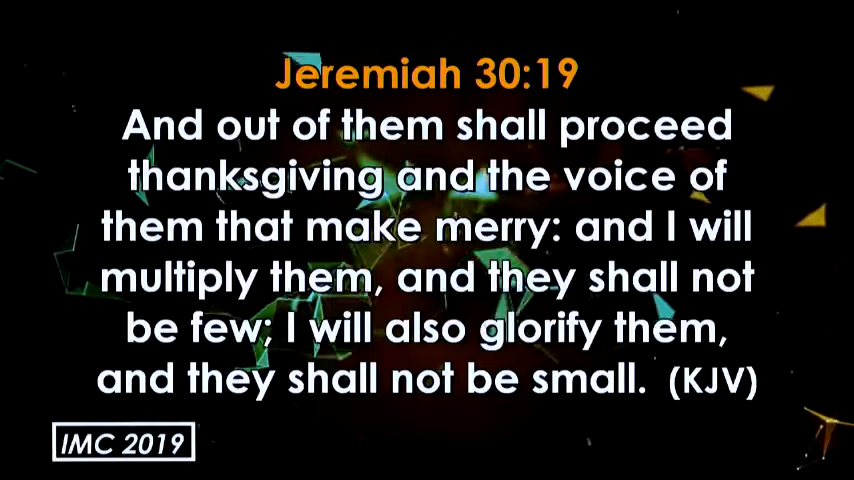 Jeremiah 30:19
And out of them shall proceed
thanksgiving and the voice of
them that make merry: and I will
multiply them, and they shall not
be few; I will also glorify them,
and they shall not be small. (KJV)
IMC 2019